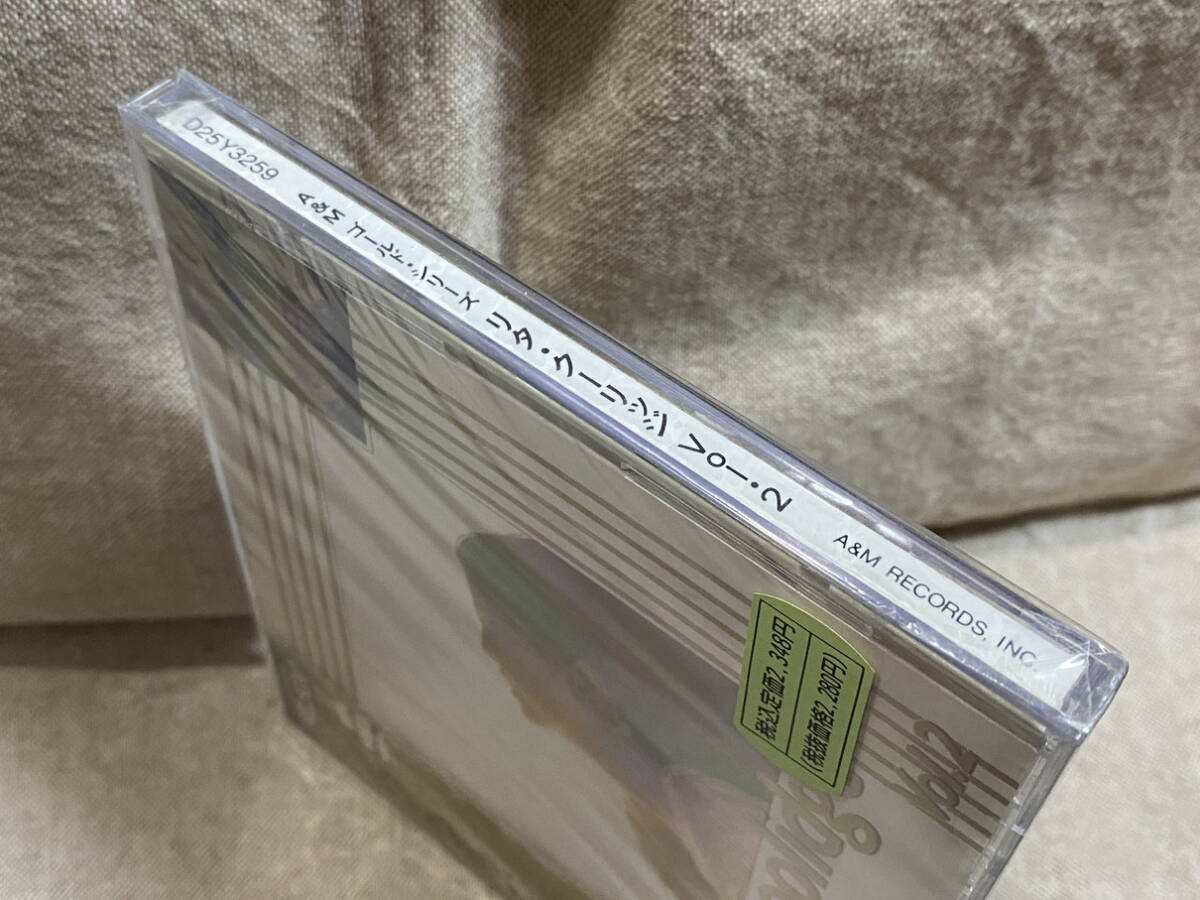 D25Y3259 A&M ゴールド・シリーズ リタ・クーリッジ Vol.2 A&M RECORDS, INC.
税込定価2,348円
(税抜価格2,280円)
Vol.2